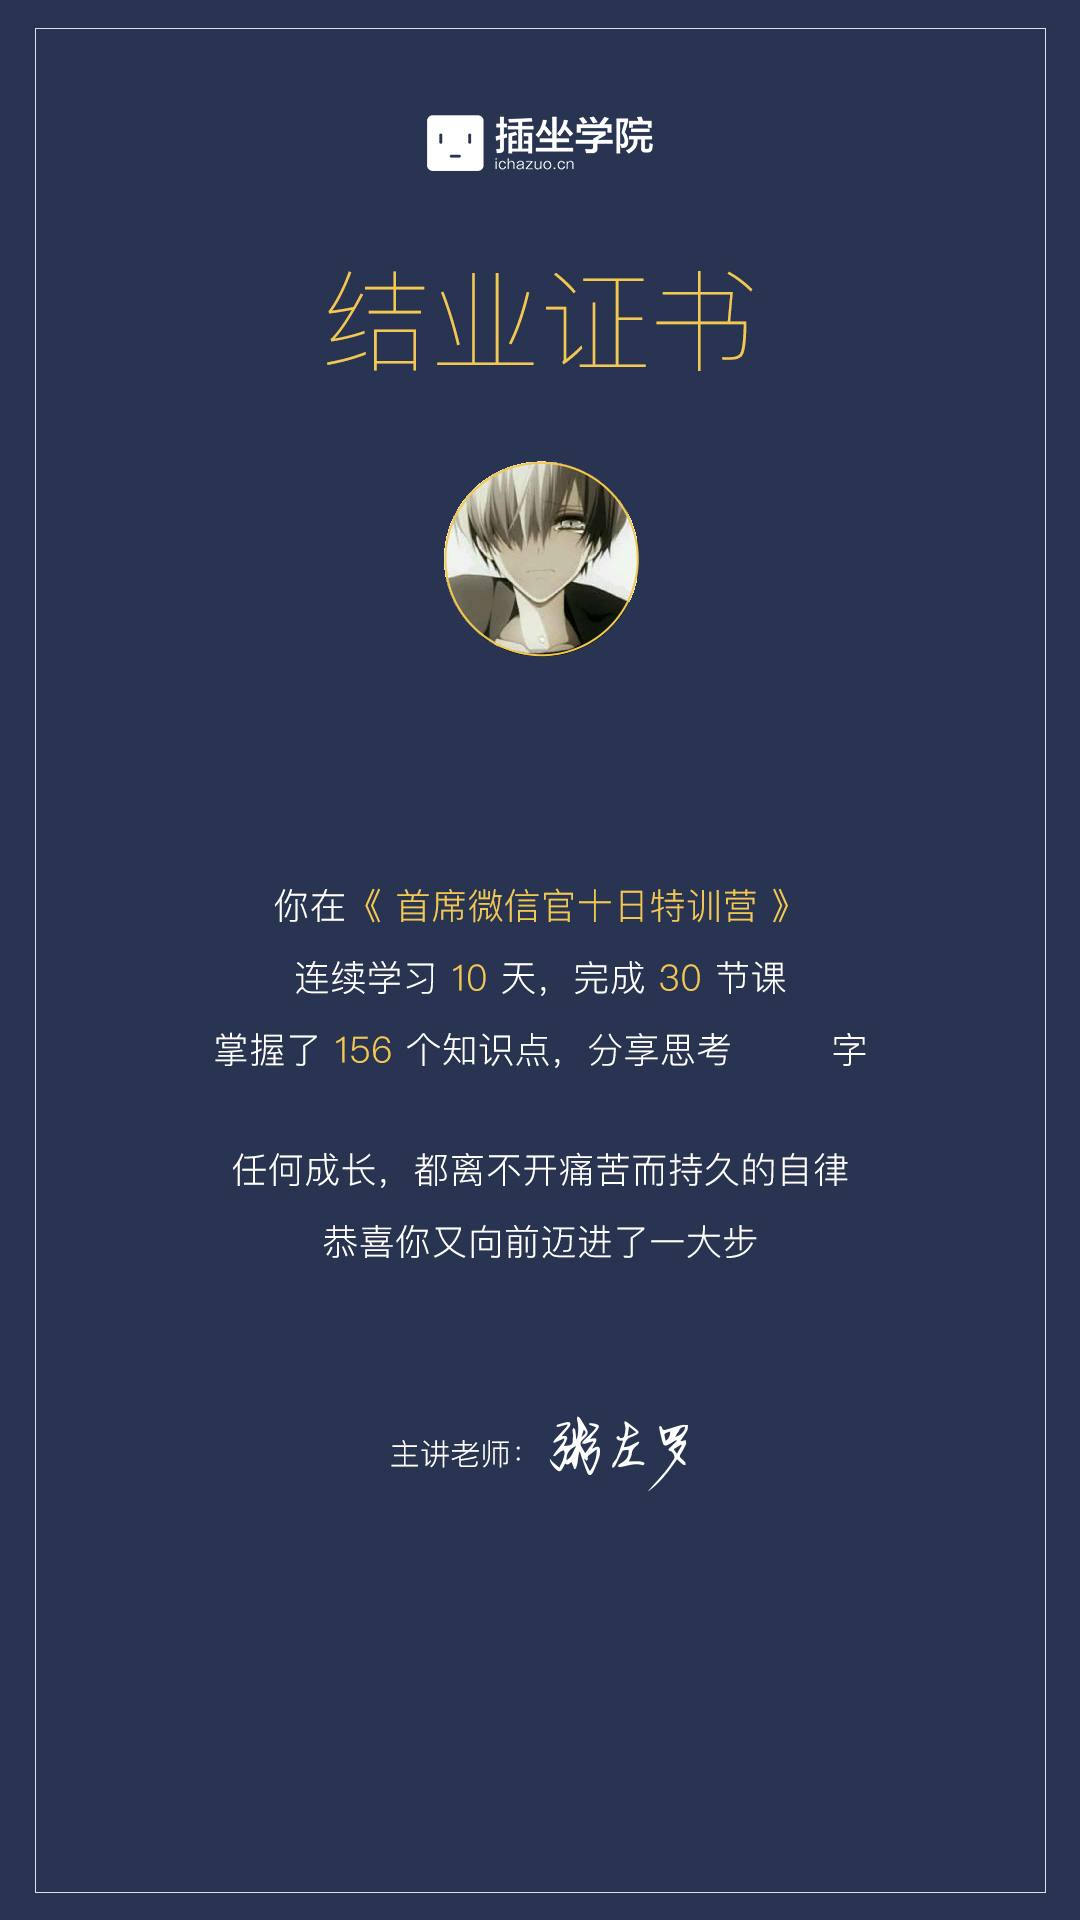 插坐学院
ichazuo.cn
结业证书
你在《 首席微信官十日特训营 》
连续学习 10 天，完成 30 节课
掌握了 156 个知识点，分享思考 字
任何成长，都离不开痛苦而持久的自律
恭喜你又向前迈进了一大步
主讲老师：粥左罗